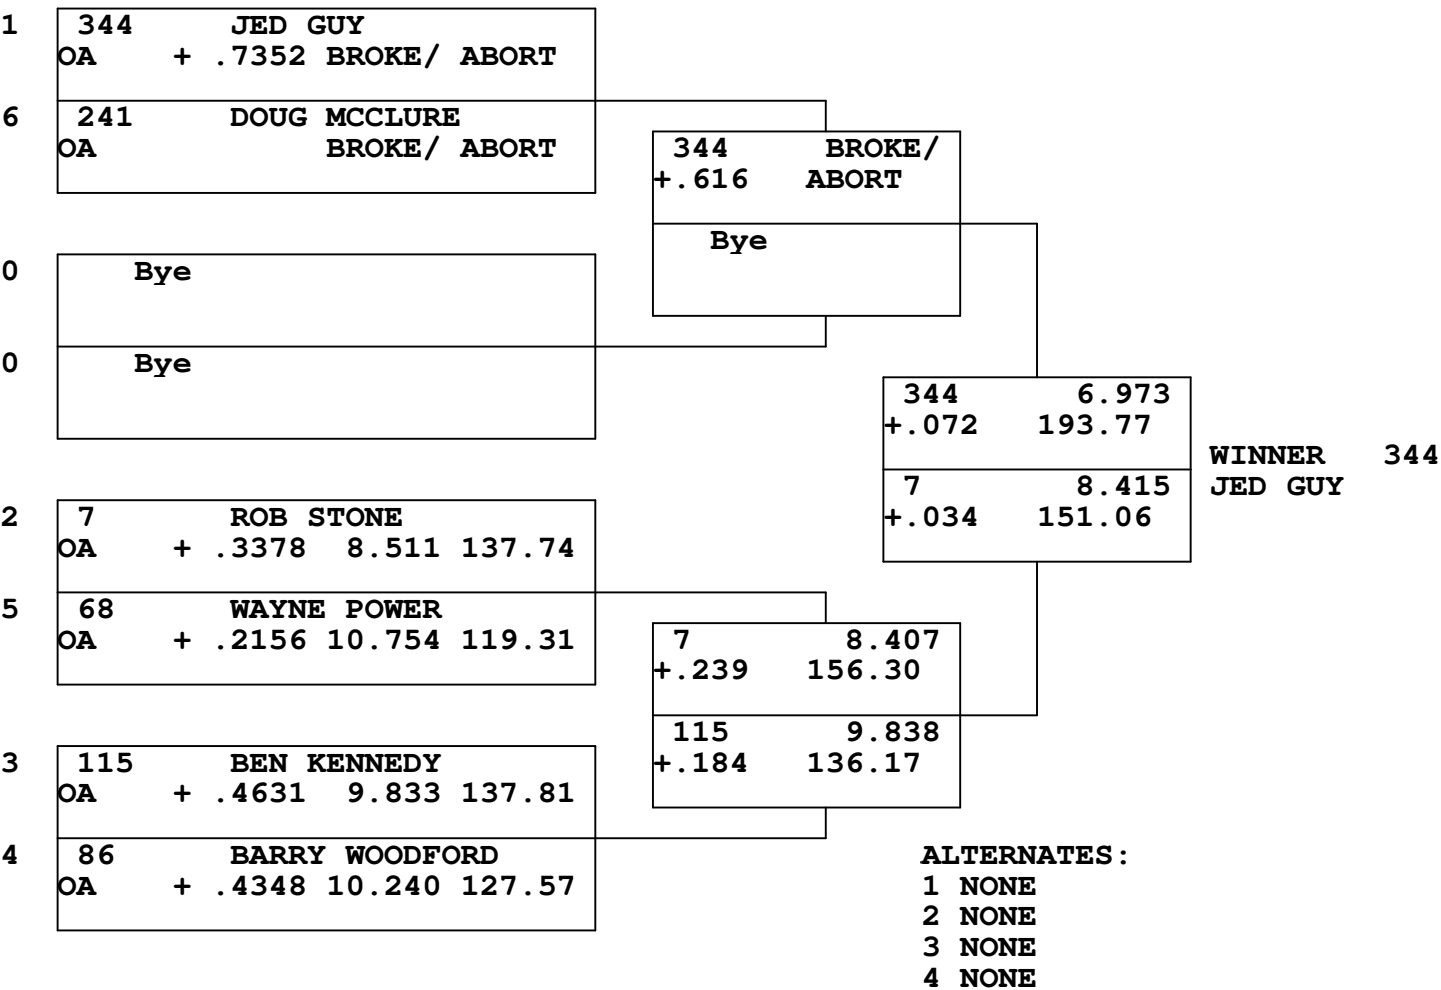 1 344 JED GUY
OA + .7352 BROKE/ ABORT
6 241 DOUG MCCLURE
OA BROKE/ ABORT
344 BROKE/
+.616 ABORT
Bye
0 Bye
0 Bye
344 6.973
+.072 193.77
WINNER 344
JED GUY
7 8.415
+.034 151.06
2 7 ROB STONE
OA + .3378 8.511 137.74
5 68 WAYNE POWER
OA + .2156 10.754 119.31
7 8.407
+.239 156.30
115 9.838
+.184 136.17
3 115 BEN KENNEDY
OA + .4631 9.833 137.81
4 86 BARRY WOODFORD
OA + .4348 10.240 127.57
ALTERNATES:
1 NONE
2 NONE
3 NONE
4 NONE